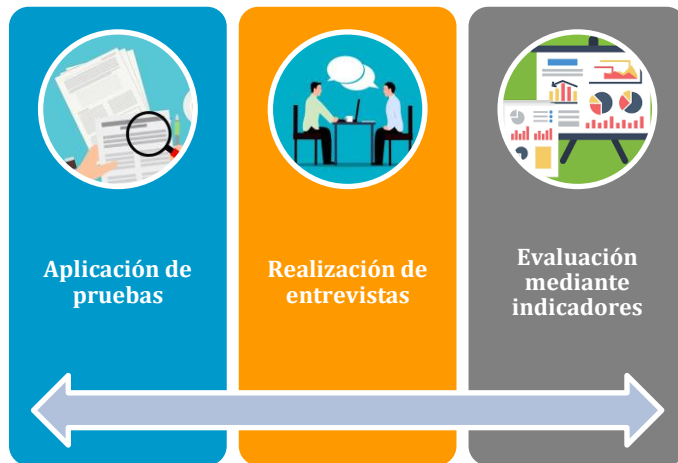 Aplicación de
pruebas
Realización de
entrevistas
Evaluación
mediante
indicadores